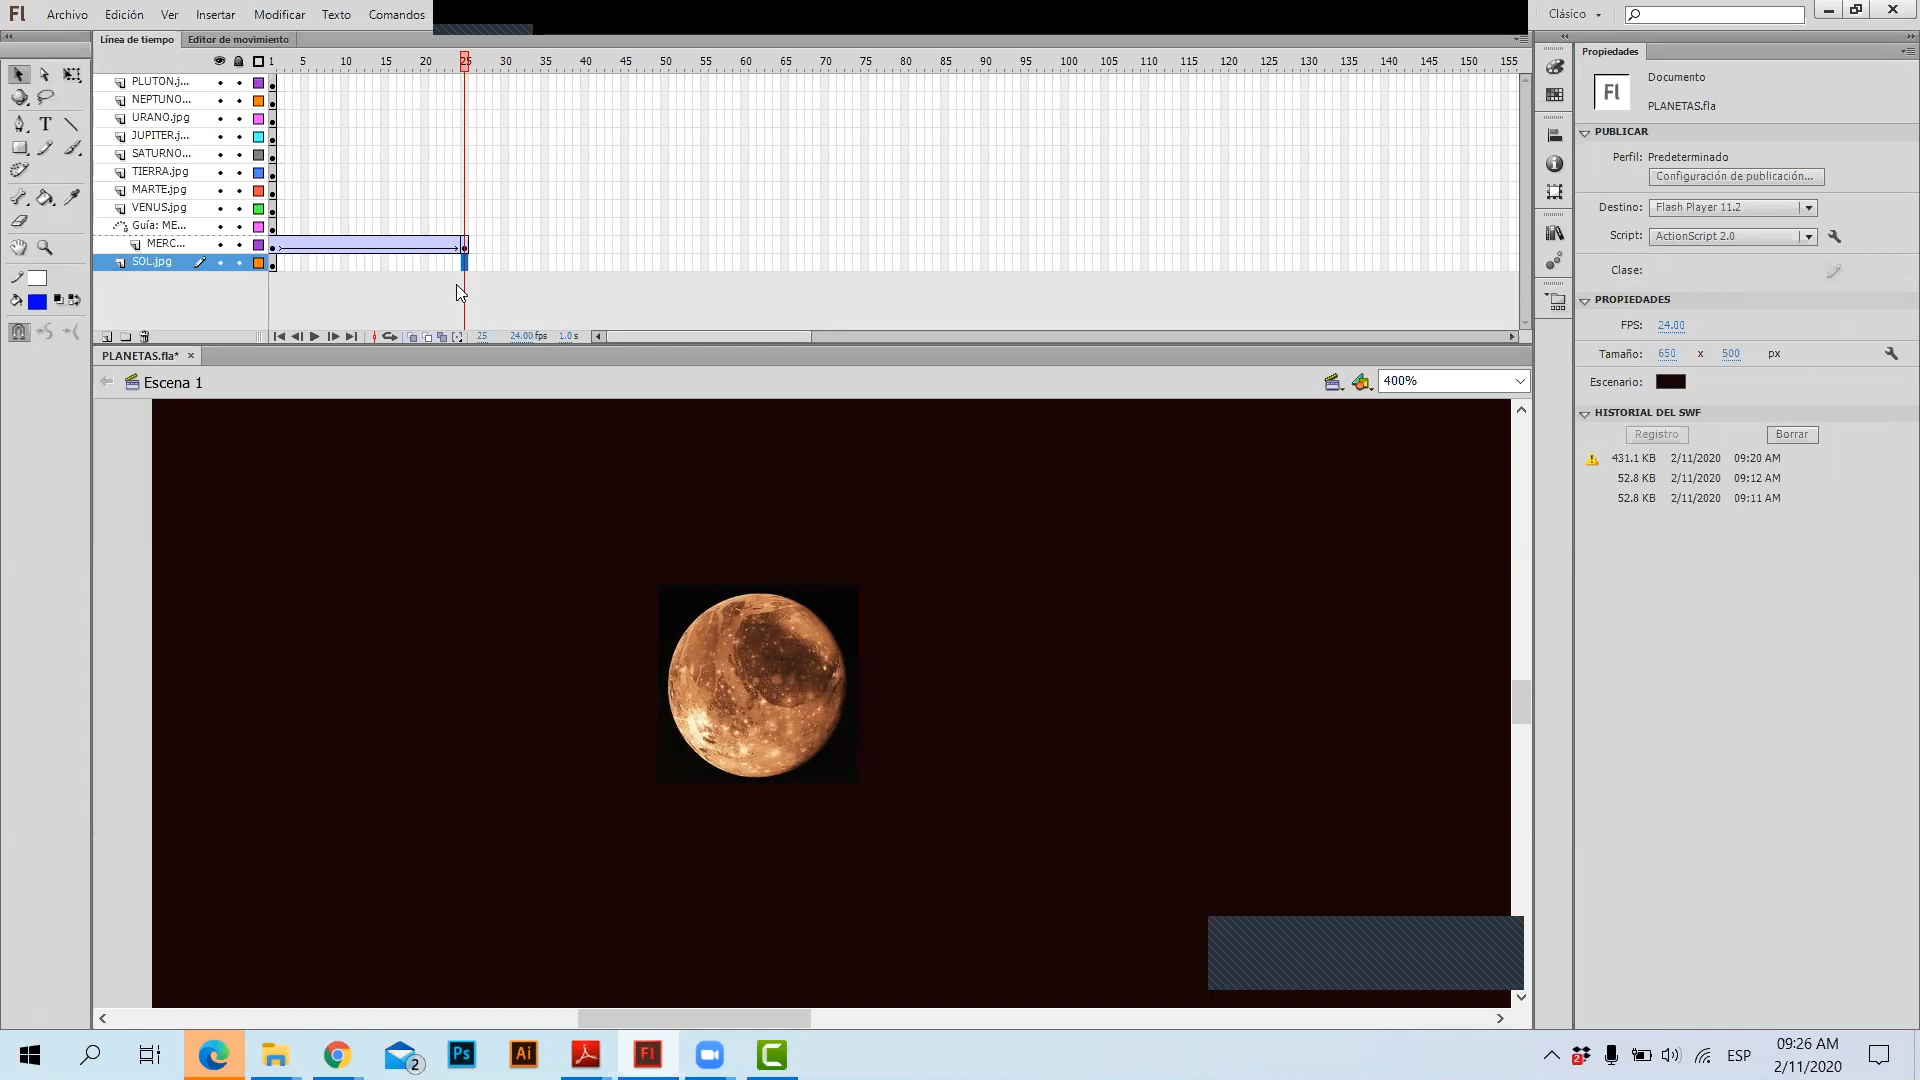 Fl Archivo Edición Ver Insertar Modificar Texto Comandos Clásico
Línea de tiempo Editor de movimiento Propiedades
1 5 10 15 20 25 30 35 40 45 50 55 60 65 70 75 80 85 90 95 100 105 110 115 120 125 130 135 140 145 150 155
PLUTON.j...
NEPTUNO...
URANO.jpg
JUPITER.j...
SATURNO...
TIERRA.jpg
MARTE.jpg
VENUS.jpg
Guía: ME...
MERC...
SOL.jpg
25 24.00 fps 1.0 s
PLANETAS.fla*
Escena 1
400%
Fl
Documento
PLANETAS.fla
PUBLICAR
Perfil: Predeterminado
Configuración de publicación...
Destino: Flash Player 11.2
Script: ActionScript 2.0
Clase:
PROPIEDADES
FPS: 24.00
Tamaño: 650 x 500 px
Escenario:
HISTORIAL DEL SWF
Registro Borrar
431.1 KB 2/11/2020 09:20 AM
52.8 KB 2/11/2020 09:12 AM
52.8 KB 2/11/2020 09:11 AM
2 Ps Ai Fl 2 ESP
09:26 AM
2/11/2020